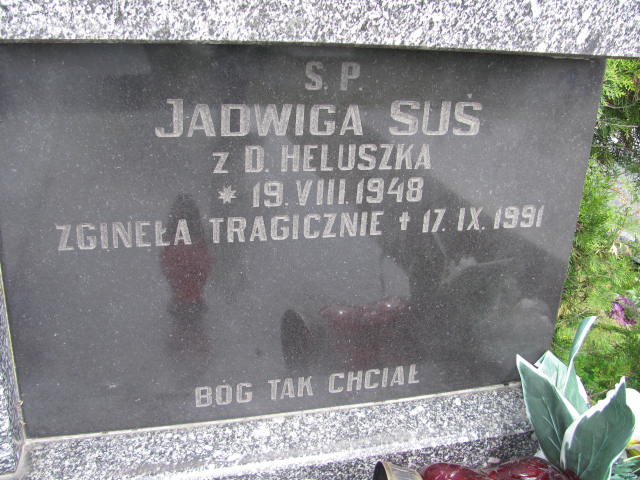 Ś. P.
JADWIGA SUŚ
Z D. HELUSZKA
* 19. VIII. 1948
ZGINEŁA TRAGICZNIE † 17. IX. 1991
BÓG TAK CHCIAŁ